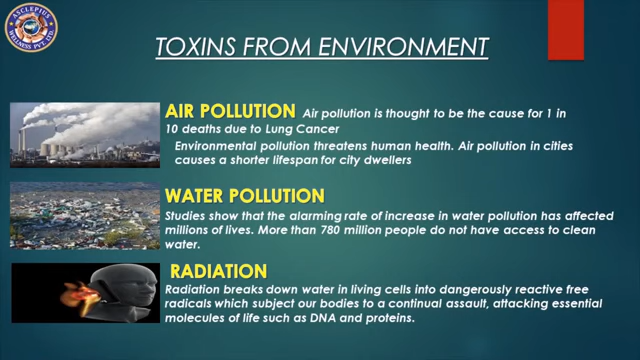 ASCLEPIUS
WELLNESS PVT. LTD.
TOXINS FROM ENVIRONMENT
AIR POLLUTION Air pollution is thought to be the cause for 1 in
10 deaths due to Lung Cancer
Environmental pollution threatens human health. Air pollution in cities
causes a shorter lifespan for city dwellers
WATER POLLUTION
Studies show that the alarming rate of increase in water pollution has affected
millions of lives. More than 780 million people do not have access to clean
water.
RADIATION
Radiation breaks down water in living cells into dangerously reactive free
radicals which subject our bodies to a continual assault, attacking essential
molecules of life such as DNA and proteins.